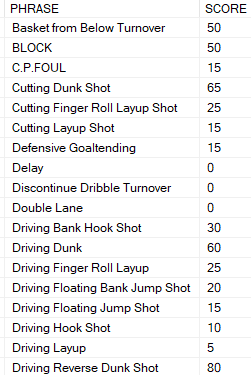 PHRASE SCORE
Basket from Below Turnover 50
BLOCK 50
C.P.FOUL 15
Cutting Dunk Shot 65
Cutting Finger Roll Layup Shot 25
Cutting Layup Shot 15
Defensive Goaltending 15
Delay 0
Discontinue Dribble Turnover 0
Double Lane 0
Driving Bank Hook Shot 30
Driving Dunk 60
Driving Finger Roll Layup 25
Driving Floating Bank Jump Shot 20
Driving Floating Jump Shot 15
Driving Hook Shot 10
Driving Layup 5
Driving Reverse Dunk Shot 80